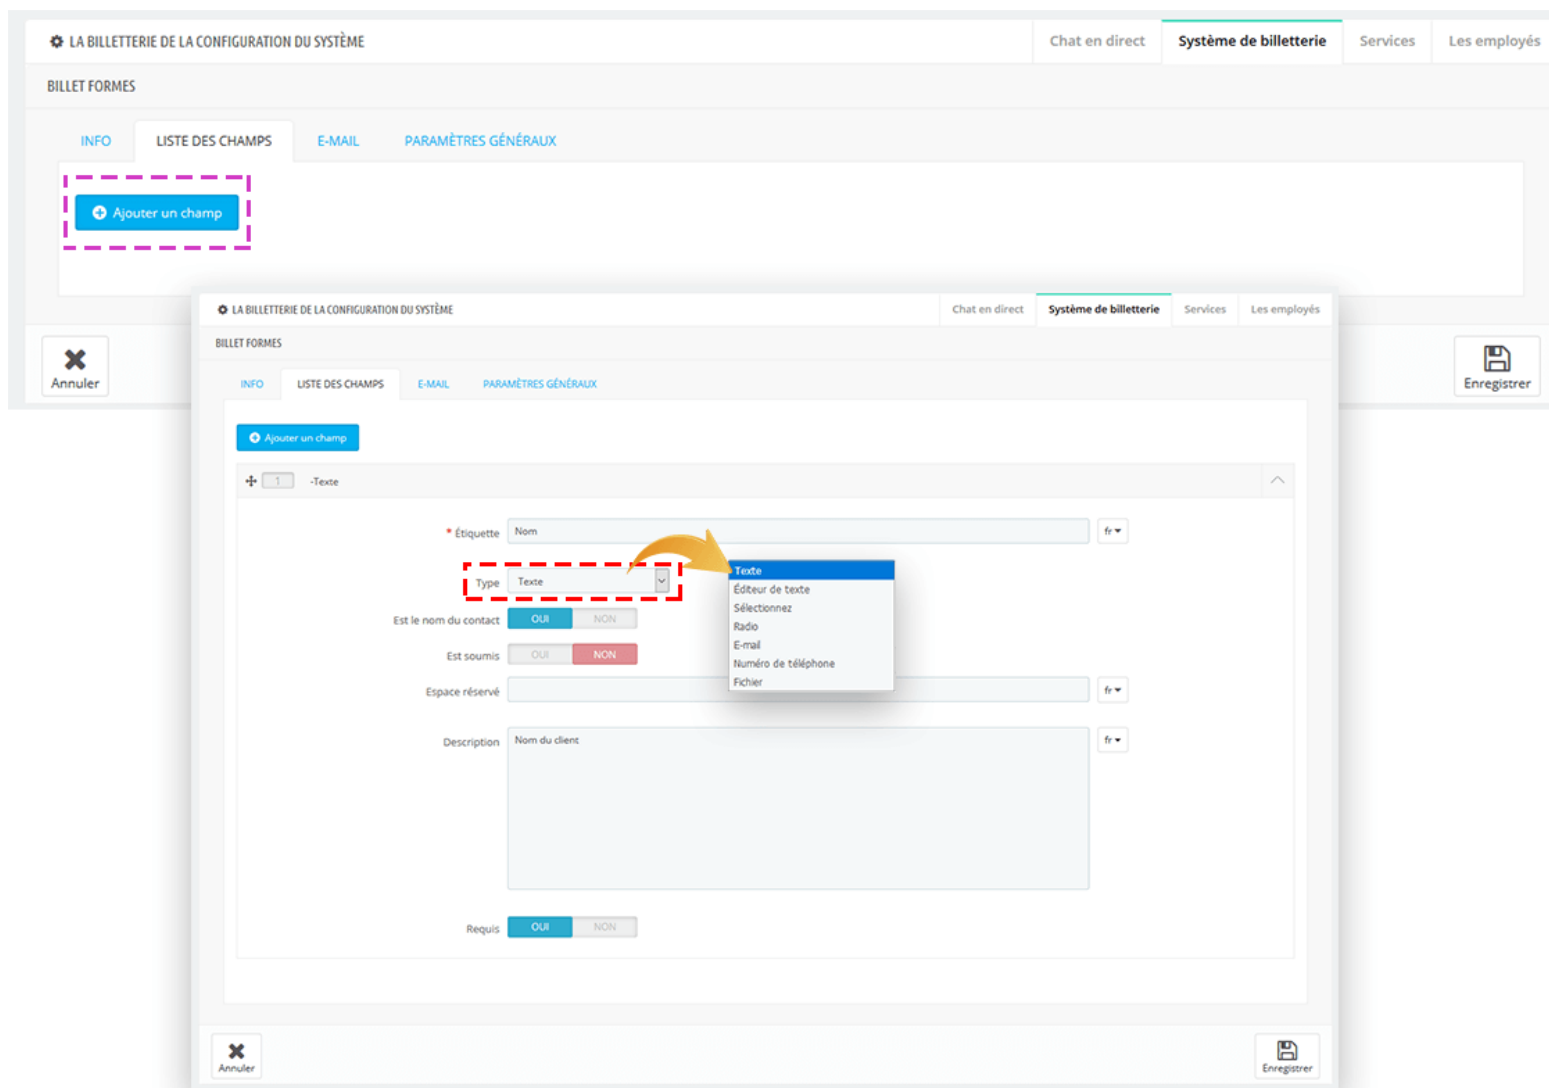 LA BILLETTERIE DE LA CONFIGURATION DU SYSTÈME
Chat en direct
Système de billetterie
Services
Les employés
BILLET FORMES
INFO
LISTE DES CHAMPS
E-MAIL
PARAMÈTRES GÉNÉRAUX
Ajouter un champ
Annuler
Enregistrer
LA BILLETTERIE DE LA CONFIGURATION DU SYSTÈME
Chat en direct
Système de billetterie
Services
Les employés
BILLET FORMES
INFO
LISTE DES CHAMPS
E-MAIL
PARAMÈTRES GÉNÉRAUX
Ajouter un champ
1
-Texte
* Étiquette
Nom
fr
Type
Texte
Texte
Éditeur de texte
Sélectionnez
Radio
E-mail
Numéro de téléphone
Fichier
Est le nom du contact
OUI
NON
Est soumis
OUI
NON
Espace réservé
fr
Description
Nom du client
fr
Requis
OUI
NON
Annuler
Enregistrer